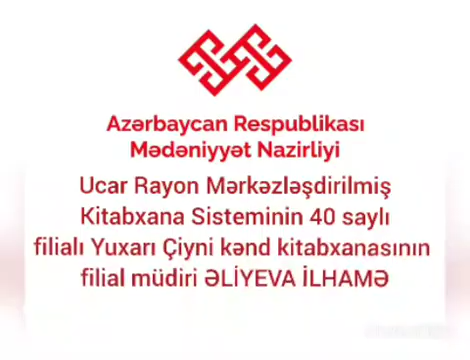 Azərbaycan Respublikası
Mədəniyyət Nazirliyi
Ucar Rayon Mərkəzləşdirilmiş
Kitabxana Sisteminin 40 saylı
filialı Yuxarı Çiyni kənd kitabxanasının
filial müdiri ƏLİYEVA İLHAMƏ